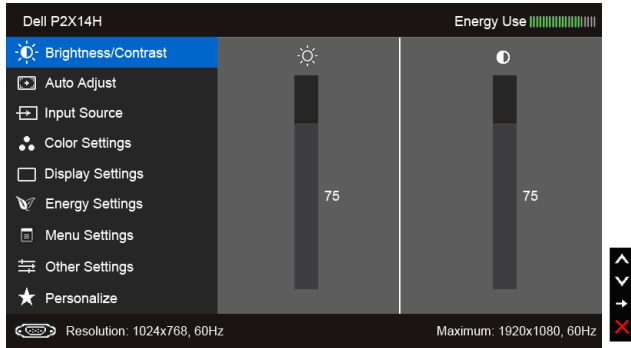 Dell P2X14H
Energy Use
Brightness/Contrast
Auto Adjust
Input Source
Color Settings
Display Settings
Energy Settings
Menu Settings
Other Settings
Personalize
75
75
Resolution: 1024x768, 60Hz
Maximum: 1920x1080, 60Hz